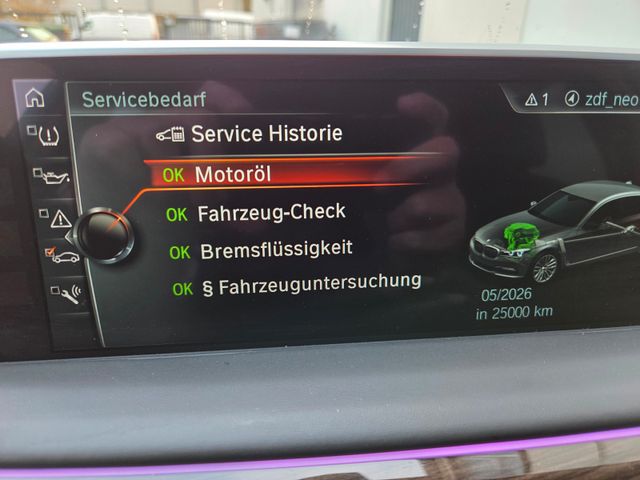 Servicebedarf
1
zdf_neo
Service Historie
OK Motoröl
OK Fahrzeug-Check
OK Bremsflüssigkeit
OK § Fahrzeuguntersuchung
05/2026
in 25000 km